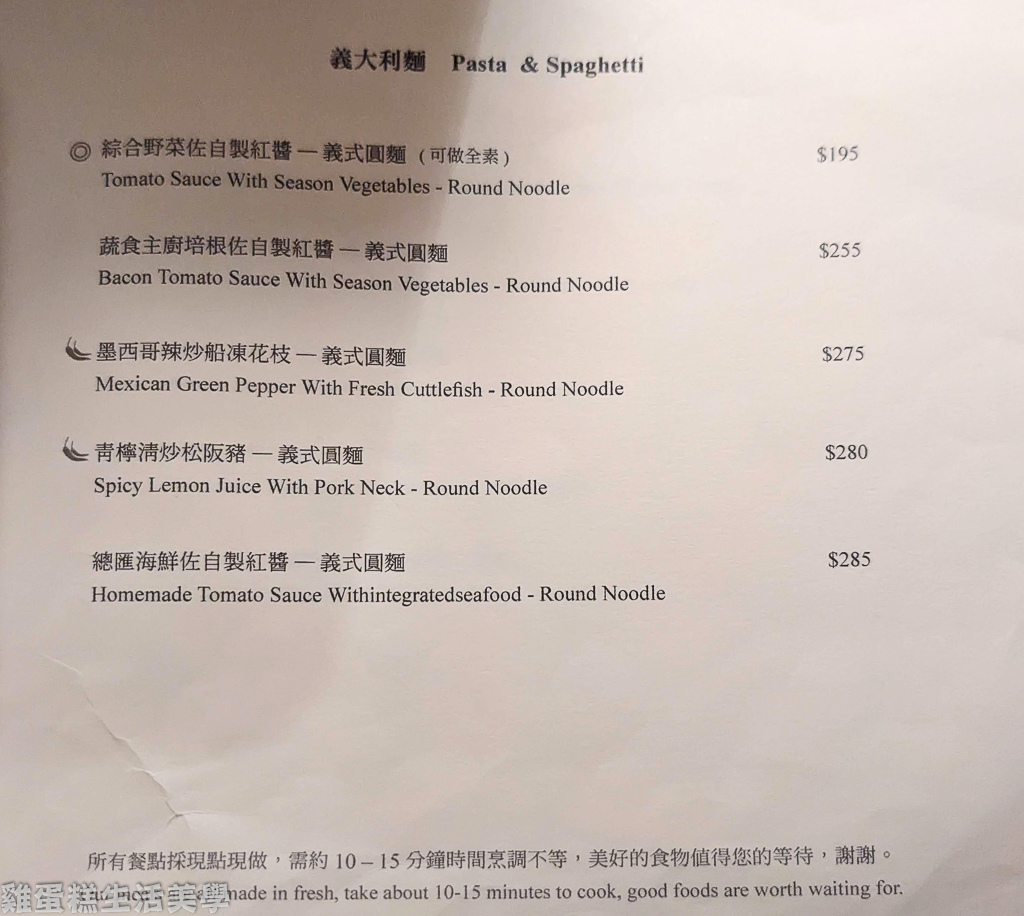 義大利麵 Pasta & Spaghetti
綜合野菜佐自製紅醬 — 義式圓麵 (可做全素) $195
Tomato Sauce With Season Vegetables - Round Noodle
蔬食主廚培根佐自製紅醬 — 義式圓麵 $255
Bacon Tomato Sauce With Season Vegetables - Round Noodle
墨西哥辣炒船凍花枝 — 義式圓麵 $275
Mexican Green Pepper With Fresh Cuttlefish - Round Noodle
青檸清炒松阪豬 — 義式圓麵 $280
Spicy Lemon Juice With Pork Neck - Round Noodle
總匯海鮮佐自製紅醬 — 義式圓麵 $285
Homemade Tomato Sauce Withintegratedseafood - Round Noodle
所有餐點採現點現做，需約 10 – 15 分鐘時間烹調不等，美好的食物值得您的等待，謝謝。
made in fresh, take about 10-15 minutes to cook, good foods are worth waiting for.
雞蛋糕生活美學